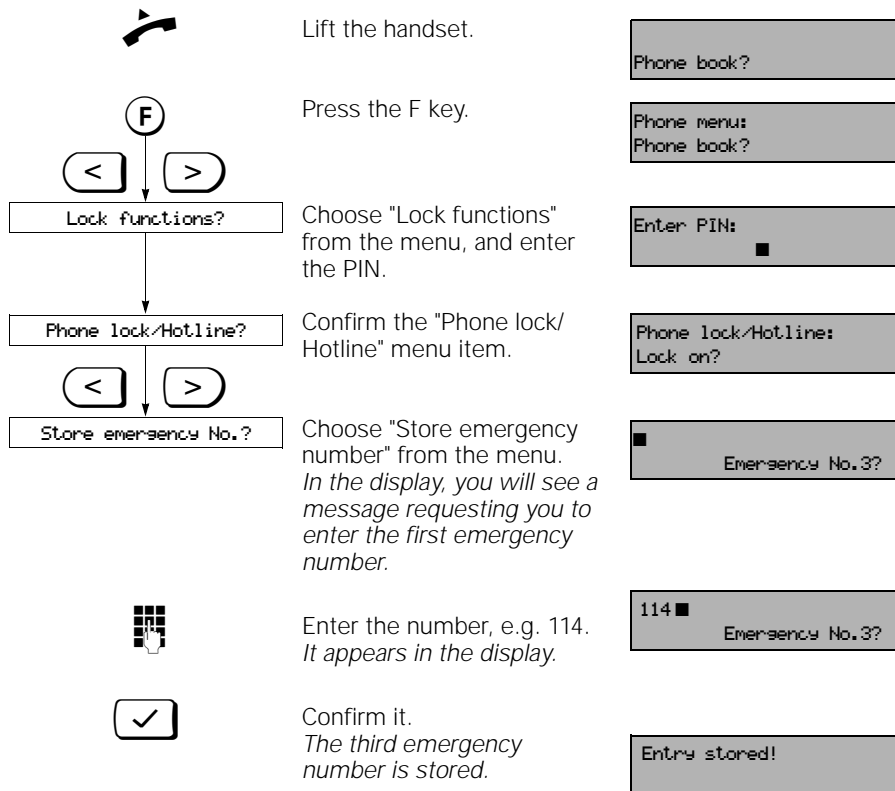 Lift the handset.
Phone book?
F
Press the F key.
Phone menu:
Phone book?
< >
Lock functions?
Choose "Lock functions"
from the menu, and enter
the PIN.
Enter PIN:
Phone lock/Hotline?
Confirm the "Phone lock/
Hotline" menu item.
Phone lock/Hotline:
Lock on?
< >
Store emergency No.?
Choose "Store emergency
number" from the menu.
In the display, you will see a
message requesting you to
enter the first emergency
number.
Emergency No.3?
Enter the number, e.g. 114.
It appears in the display.
114
Emergency No.3?
Confirm it.
The third emergency
number is stored.
Entry stored!